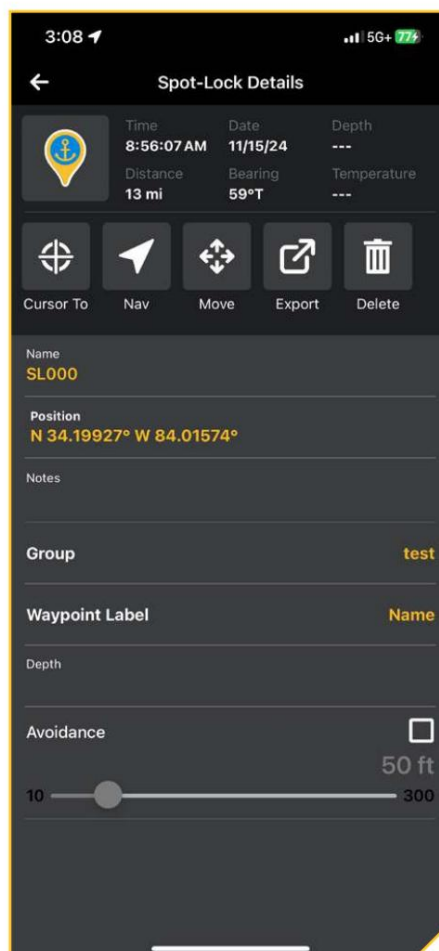 3:08 5G+ 77
Spot-Lock Details
Time Date Depth
8:56:07 AM 11/15/24 ---
Distance Bearing Temperature
13 mi 59°T ---
Cursor To Nav Move Export Delete
Name
SL000
Position
N 34.19927° W 84.01574°
Notes
Group test
Waypoint Label Name
Depth
Avoidance
50 ft
10 300